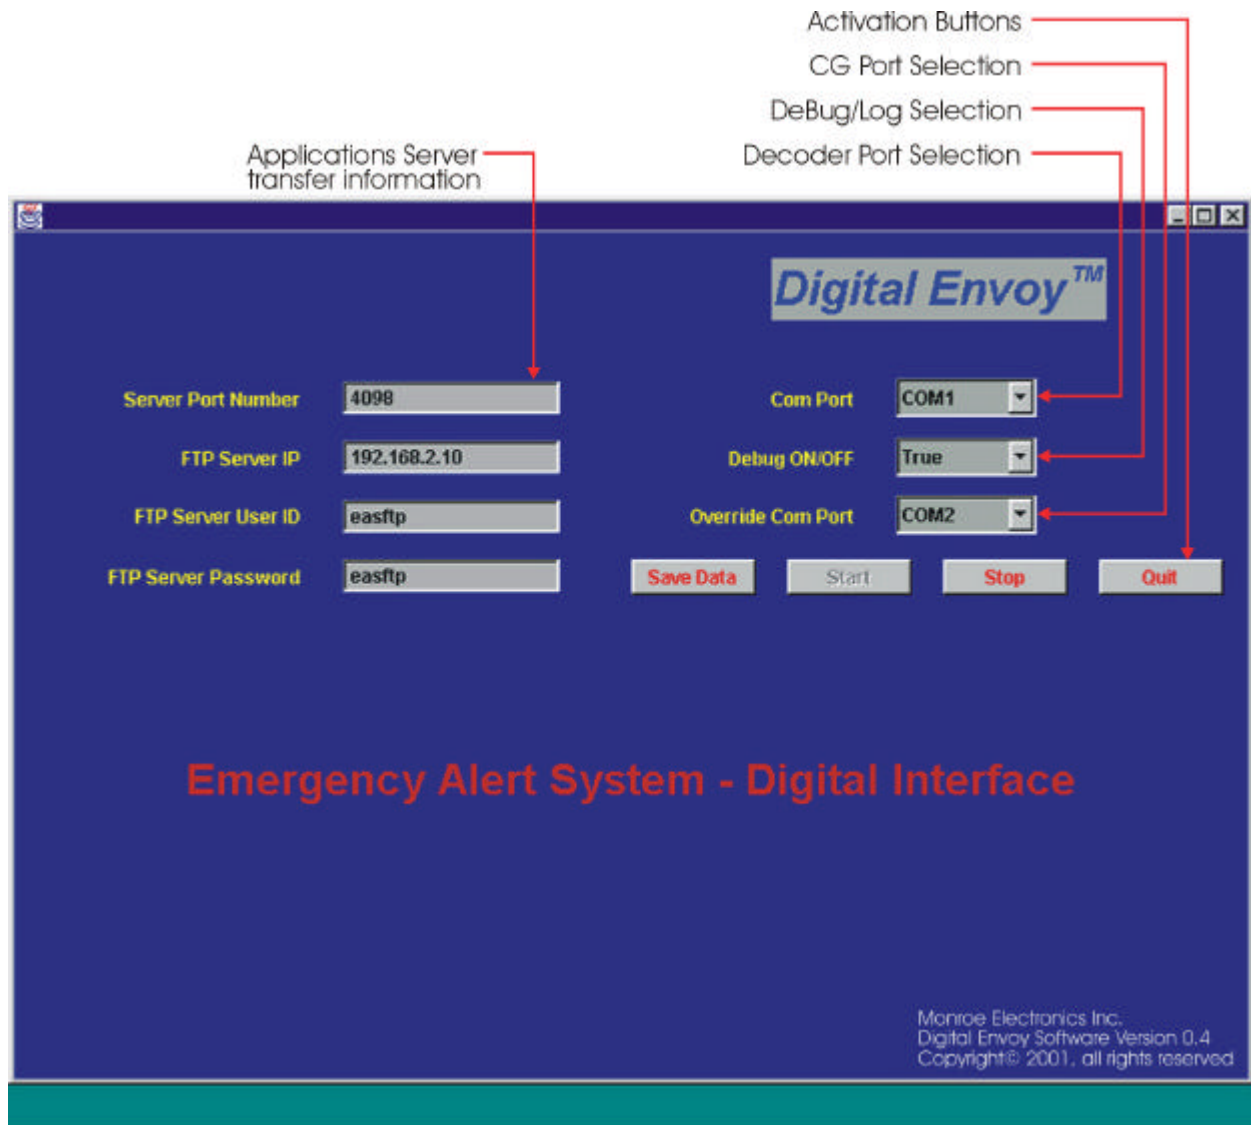 Activation Buttons
CG Port Selection
DeBug/Log Selection
Decoder Port Selection
Applications Server
transfer information
Digital Envoy™
Server Port Number 4098 Com Port COM1
FTP Server IP 192.168.2.10 Debug ON/OFF True
FTP Server User ID easftp Override Com Port COM2
FTP Server Password easftp Save Data Start Stop Quit
Emergency Alert System - Digital Interface
Monroe Electronics Inc.
Digital Envoy Software Version 0.4
Copyright© 2001, all rights reserved